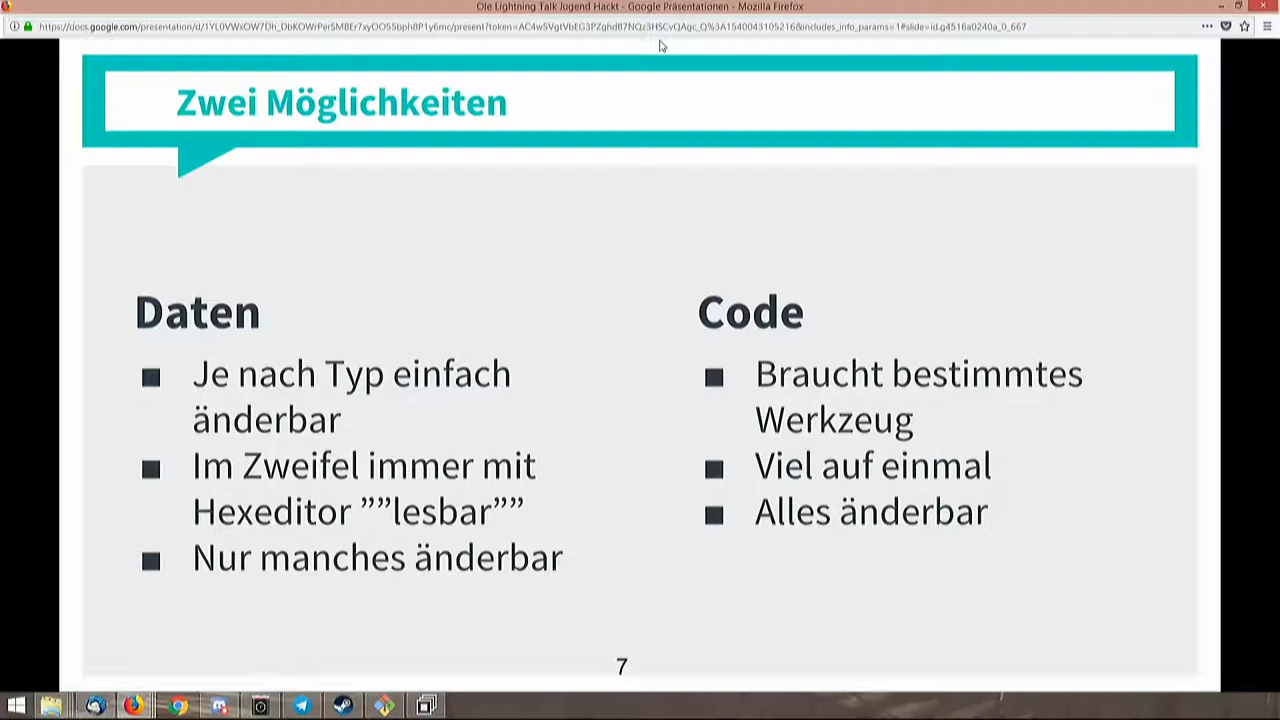 Ole Lightning Talk Jugend Hackt - Google Präsentationen - Mozilla Firefox
Zwei Möglichkeiten
Daten
Je nach Typ einfach
änderbar
Im Zweifel immer mit
Hexeditor ””lesbar””
Nur manches änderbar
Code
Braucht bestimmtes
Werkzeug
Viel auf einmal
Alles änderbar
7